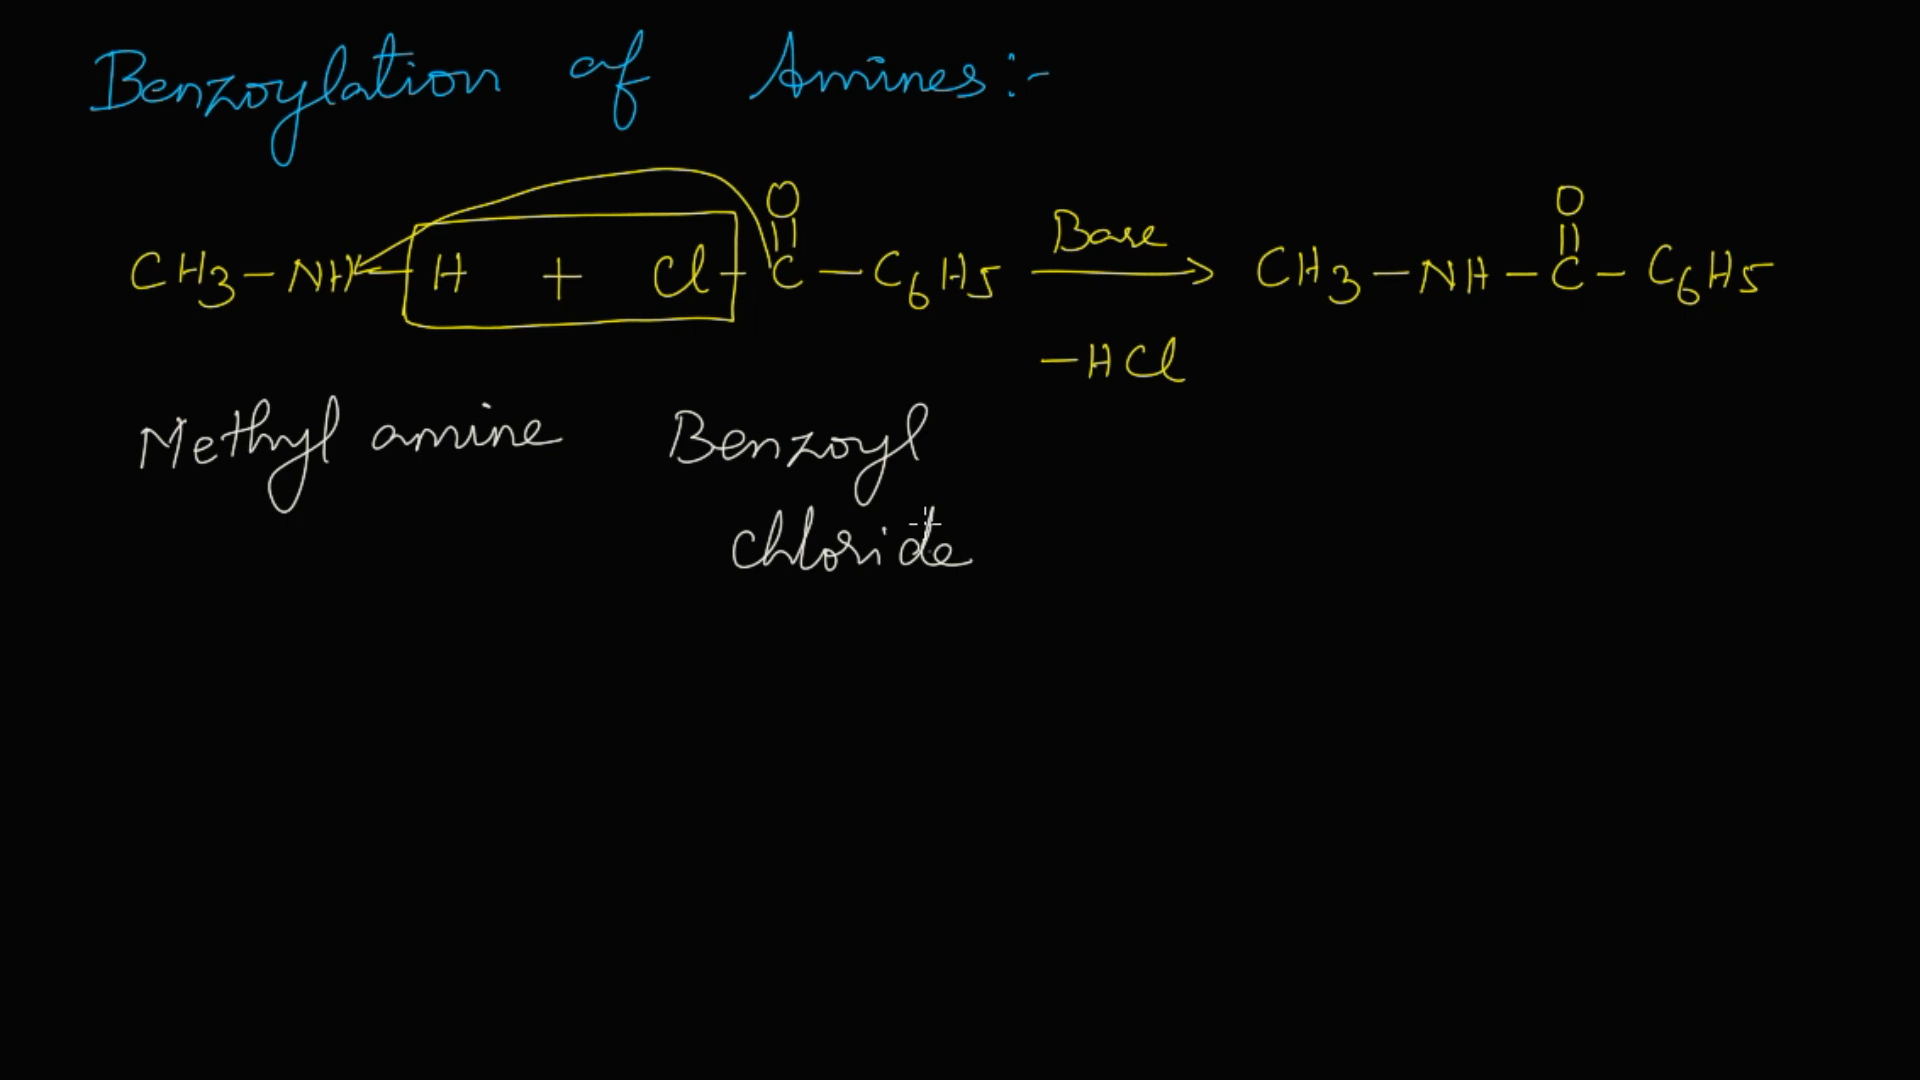 Benzoylation of Amines:-
O O
CH3-NH-H + Cl-C-C6H5 Base CH3-NH-C-C6H5
-HCl
Methyl amine Benzoyl
chloride